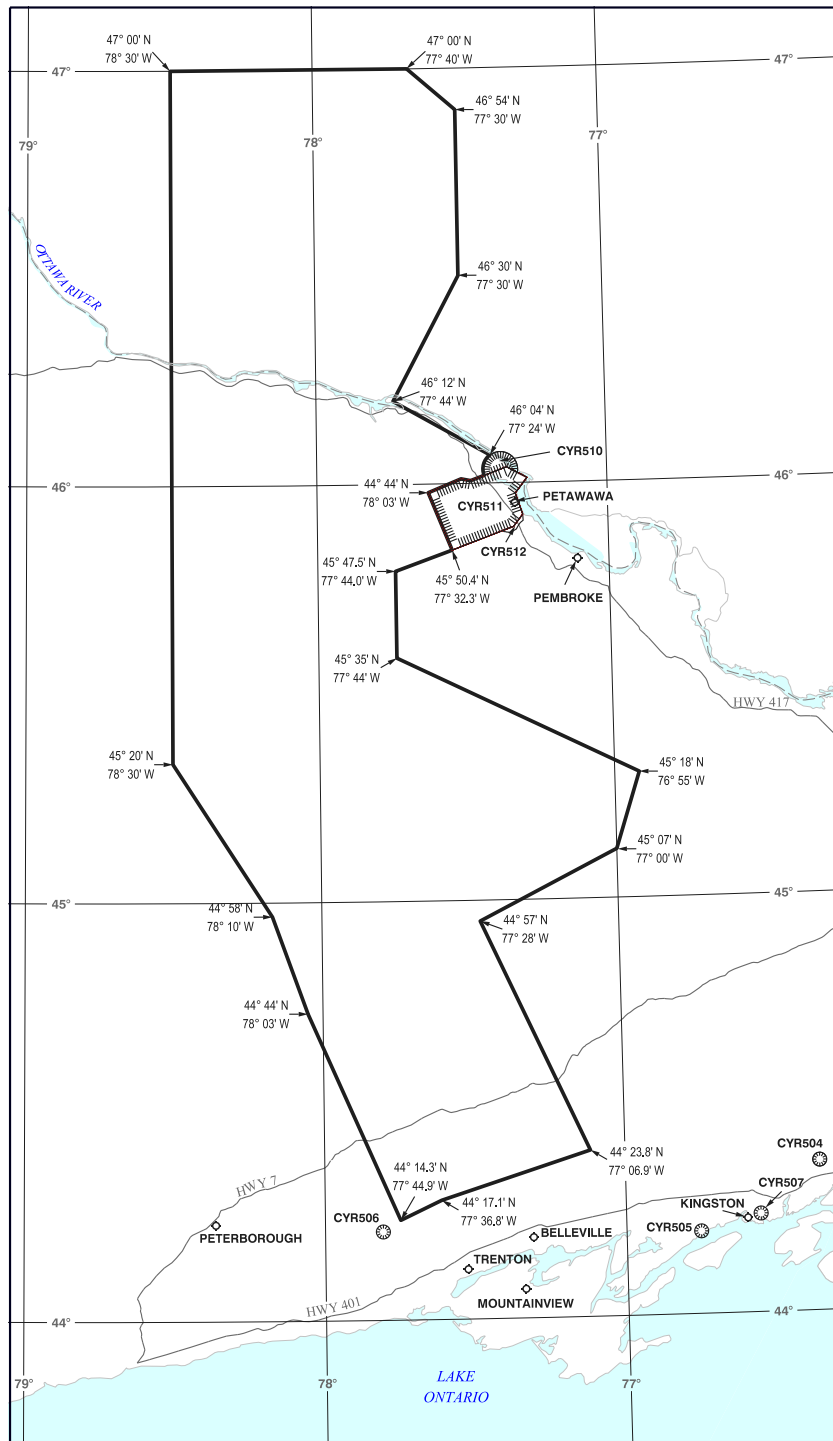 47° 00' N
78° 30' W
47° 00' N
77° 40' W
47°
47°
46° 54' N
77° 30' W
79°
78°
77°
OTTAWA RIVER
46° 30' N
77° 30' W
46° 12' N
77° 44' W
46° 04' N
77° 24' W
CYR510
46°
46°
44° 44' N
78° 03' W
CYR511
PETAWAWA
CYR512
45° 47.5' N
77° 44.0' W
45° 50.4' N
77° 32.3' W
PEMBROKE
45° 35' N
77° 44' W
HWY 417
45° 20' N
78° 30' W
45° 18' N
76° 55' W
45° 07' N
77° 00' W
45°
45°
44° 58' N
78° 10' W
44° 57' N
77° 28' W
44° 44' N
78° 03' W
44° 23.8' N
77° 06.9' W
CYR504
44° 14.3' N
77° 44.9' W
HWY 7
44° 17.1' N
77° 36.8' W
CYR507
KINGSTON
CYR506
CYR505
PETERBOROUGH
BELLEVILLE
TRENTON
MOUNTAINVIEW
HWY 401
44°
44°
79°
78°
77°
LAKE
ONTARIO